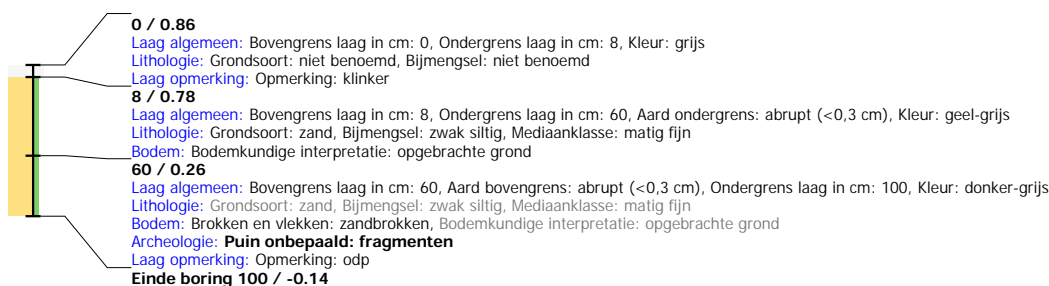 0 / 0.86
Laag algemeen: Bovengrens laag in cm: 0, Ondergrens laag in cm: 8, Kleur: grijs
Lithologie: Grondsoort: niet benoemd, Bijmengsel: niet benoemd
Laag opmerking: Opmerking: klinker
8 / 0.78
Laag algemeen: Bovengrens laag in cm: 8, Ondergrens laag in cm: 60, Aard ondergrens: abrupt (<0,3 cm), Kleur: geel-grijs
Lithologie: Grondsoort: zand, Bijmengsel: zwak siltig, Mediaanklasse: matig fijn
Bodem: Bodemkundige interpretatie: opgebrachte grond
60 / 0.26
Laag algemeen: Bovengrens laag in cm: 60, Aard bovengrens: abrupt (<0,3 cm), Ondergrens laag in cm: 100, Kleur: donker-grijs
Lithologie: Grondsoort: zand, Bijmengsel: zwak siltig, Mediaanklasse: matig fijn
Bodem: Brokken en vlekken: zandbrokken, Bodemkundige interpretatie: opgebrachte grond
Archeologie: Puin onbepaald: fragmenten
Laag opmerking: Opmerking: odp
Einde boring 100 / -0.14